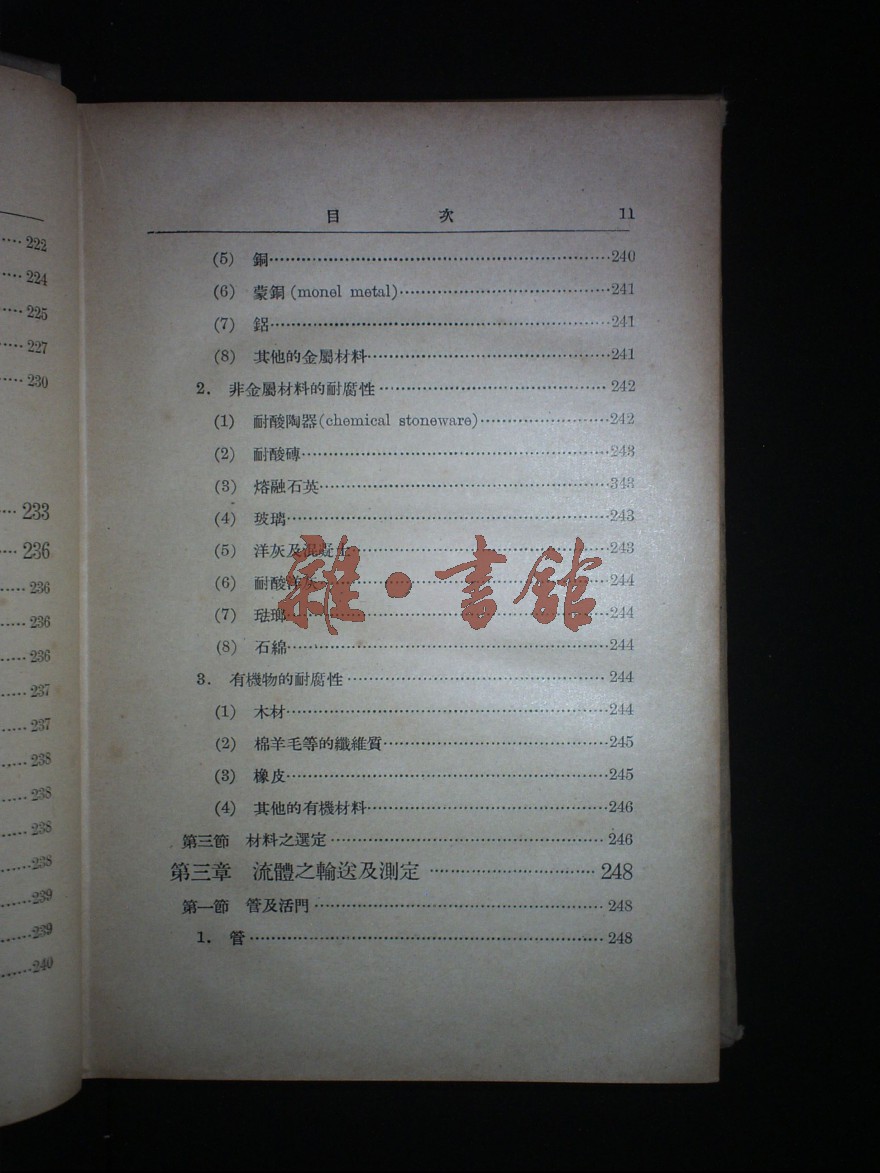 222
224
225
227
230
233
236
236
236
236
237
237
238
238
238
238
239
239
240
目 次 11
(5) 銅 240
(6) 蒙銅 (monel metal) 241
(7) 鋁 241
(8) 其他的金屬材料 241
2. 非金屬材料的耐腐性 242
(1) 耐酸陶器 (chemical stoneware) 242
(2) 耐酸磚 243
(3) 熔融石英 343
(4) 玻璃 243
(5) 洋灰及混凝土 243
(6) 耐酸洋灰 244
(7) 琺瑯 244
(8) 石綿 244
3. 有機物的耐腐性 244
(1) 木材 244
(2) 棉羊毛等的纖維質 245
(3) 橡皮 245
(4) 其他的有機材料 246
第三節 材料之選定 246
第三章 流體之輸送及測定 248
第一節 管及活門 248
1. 管 248
雜·書館